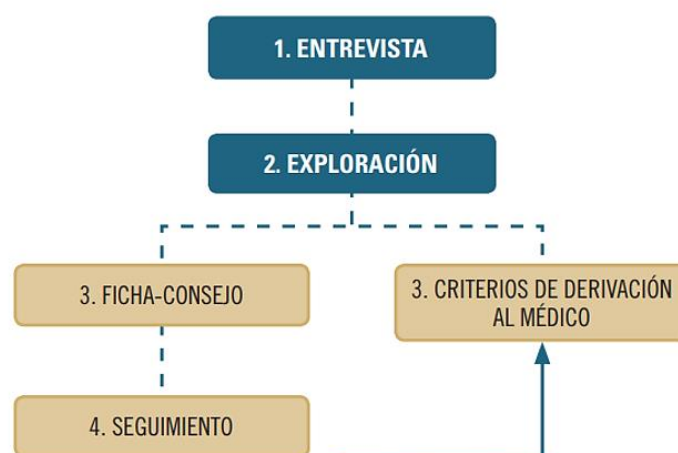 1. ENTREVISTA
2. EXPLORACIÓN
3. FICHA-CONSEJO
3. CRITERIOS DE DERIVACIÓN
AL MÉDICO
4. SEGUIMIENTO